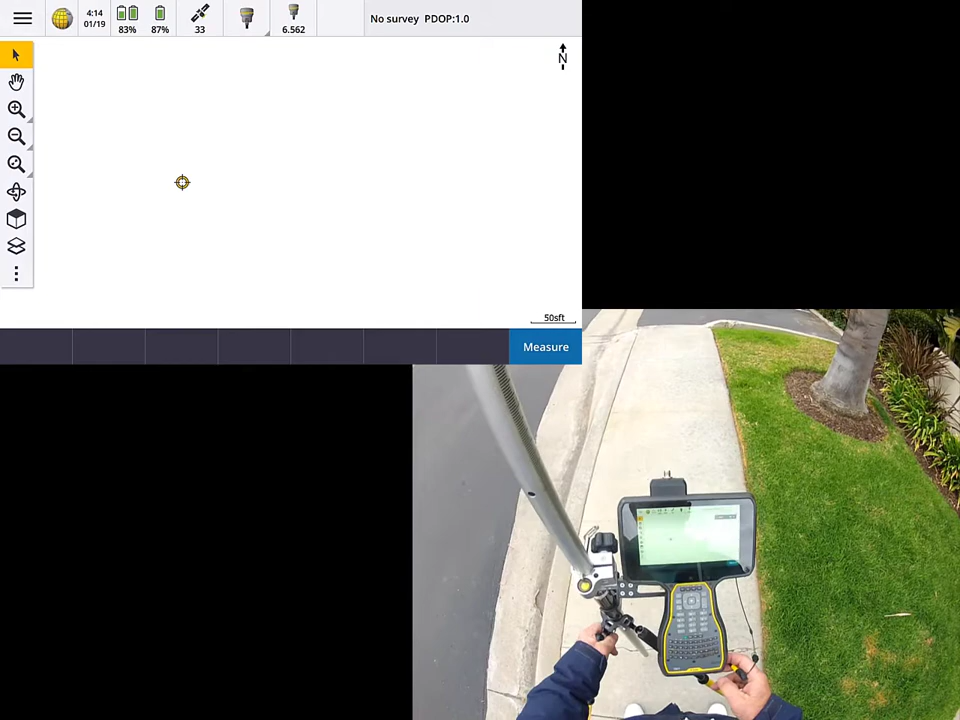 4:14
01/19
83%
87%
33
6.562
No survey PDOP:1.0
N
50sft
Measure